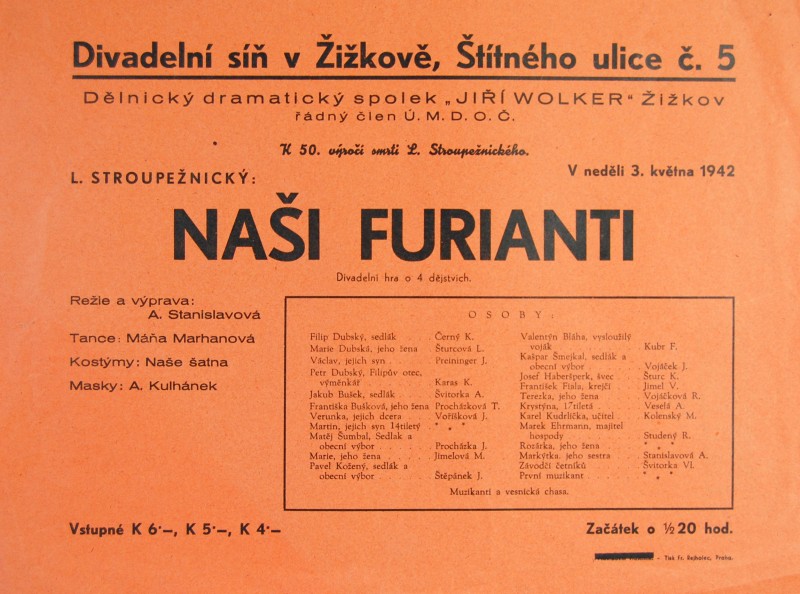 Divadelní síň v Žižkově, Štítného ulice č. 5
Dělnický dramatický spolek „JIŘÍ WOLKER" Žižkov
řádný člen Ú. M. D. O. Č.
K 50. výročí smrti L. Stroupežnického.
V neděli 3. května 1942
L. STROUPEŽNICKÝ:
NAŠI FURIANTI
Divadelní hra o 4 dějstvích.
Režie a výprava:
A. Stanislavová
Tance: Máňa Marhanová
Kostýmy: Naše šatna
Masky: A. Kulhánek
OSOBY:
Filip Dubský, sedlák . . . Černý K.
Marie Dubská, jeho žena Šturcová L.
Václav, jejich syn . . . . Preininger J.
Petr Dubský, Filipův otec,
výměnkář . . . . . Karas K.
Jakub Bušek, sedlák . . Švitorka A.
Františka Bušková, jeho žena Procházková T.
Verunka, jejich dcera . . Voříšková J.
Martin, jejich syn 14tiletý . * * *
Matěj Šumbal, Sedlak a
obecní výbor . . . . . Procházka J.
Marie, jeho žena . . . . Jimelová M.
Pavel Kožený, sedlák a
obecní výbor . . . . . Štěpánek J.
Valentýn Bláha, vysloužilý
voják . . . . . . Kubr F.
Kašpar Šmejkal, sedlák a
obecní výbor . . . . Vojáček J.
Josef Habršperk, švec . Šturc K.
František Fiala, krejčí . Jimel V.
Terezka, jeho žena . . . Vojáčková R.
Krystýna, 17tiletá . . . Veselá A.
Karel Kudrlička, učitel . Kolenský M.
Marek Ehrmann, majitel
hospody . . . . . Studený R.
Rozárka, jeho žena . . * * *
Markýtka, jeho sestra . . Stanislavová A.
Závodčí četníků . . . Švitorka Vl.
První muzikant . . . . * * *
Muzikanti a vesnická chasa.
Vstupné K 6·–, K 5·–, K 4·–
Začátek o ½20 hod.
- Tisk Fr. Praha.